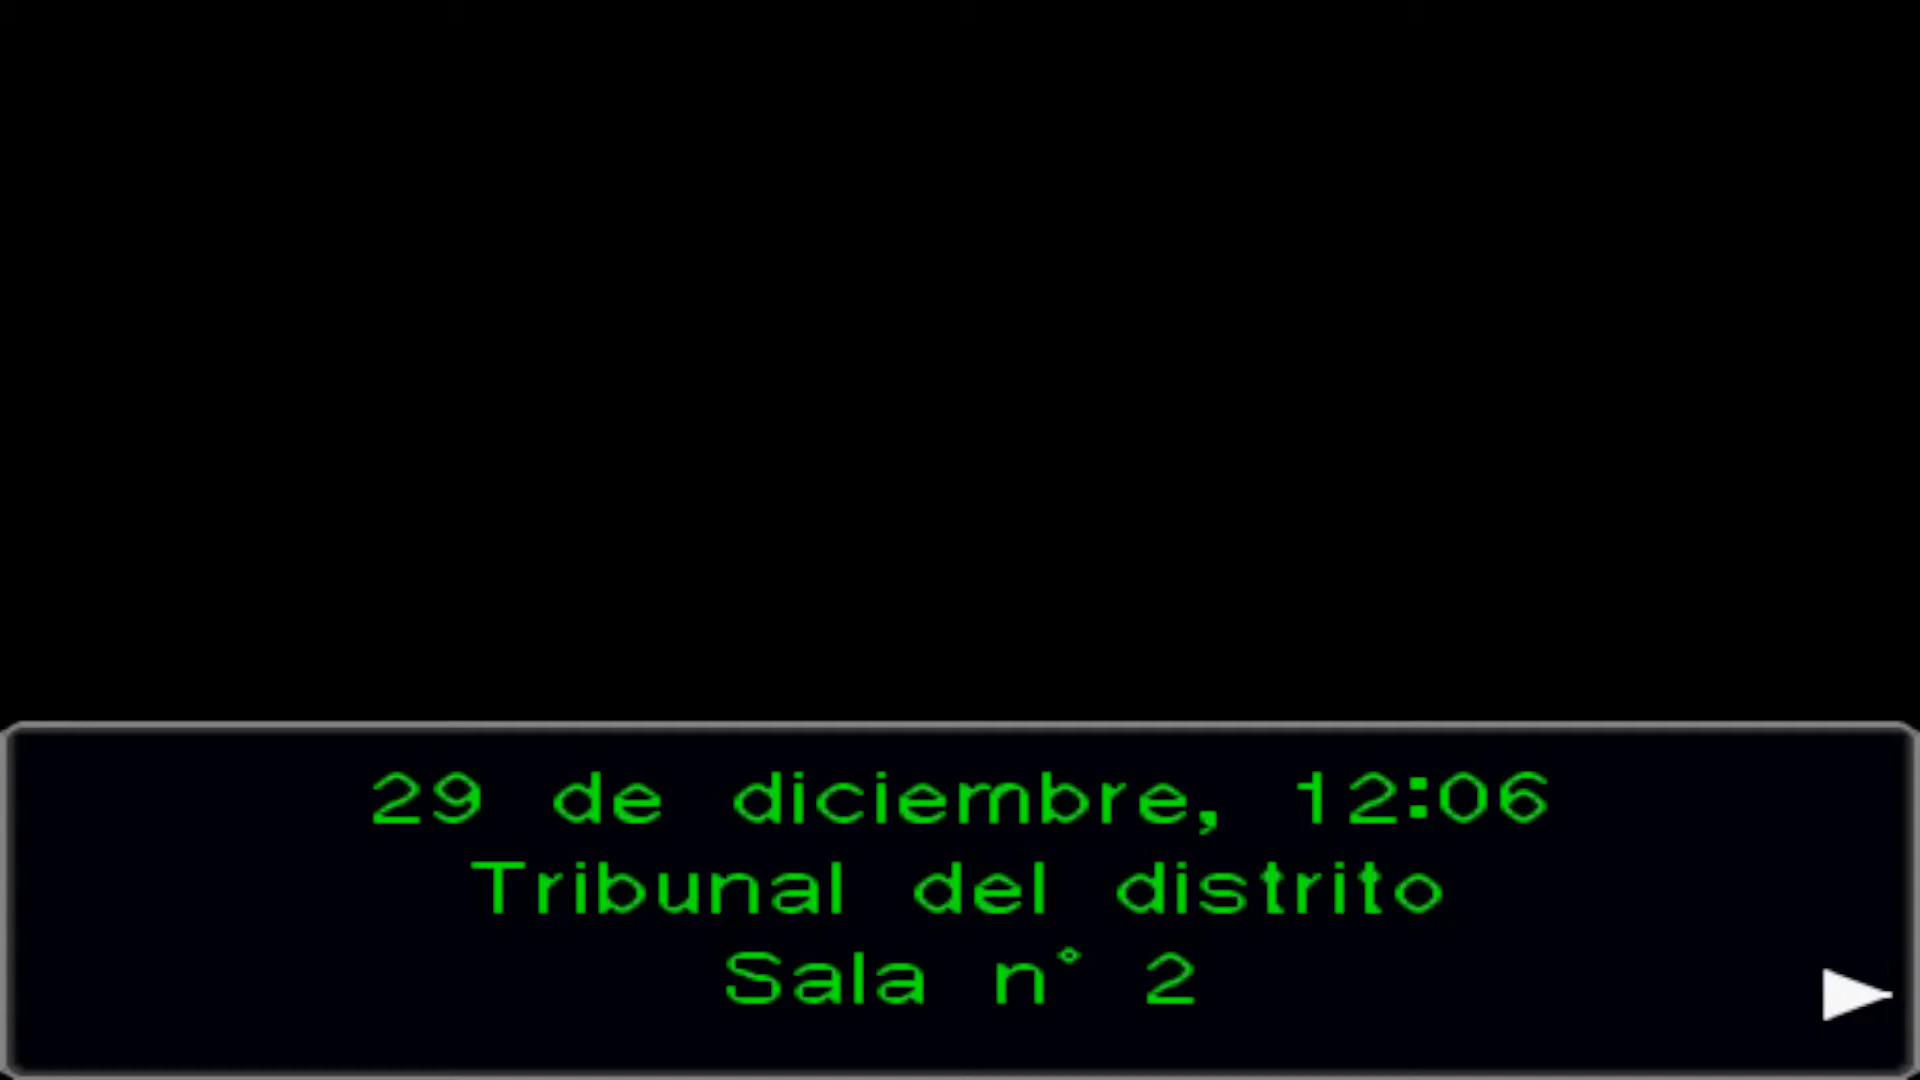 29 de diciembre, 12:06
Tribunal del distrito
Sala n° 2